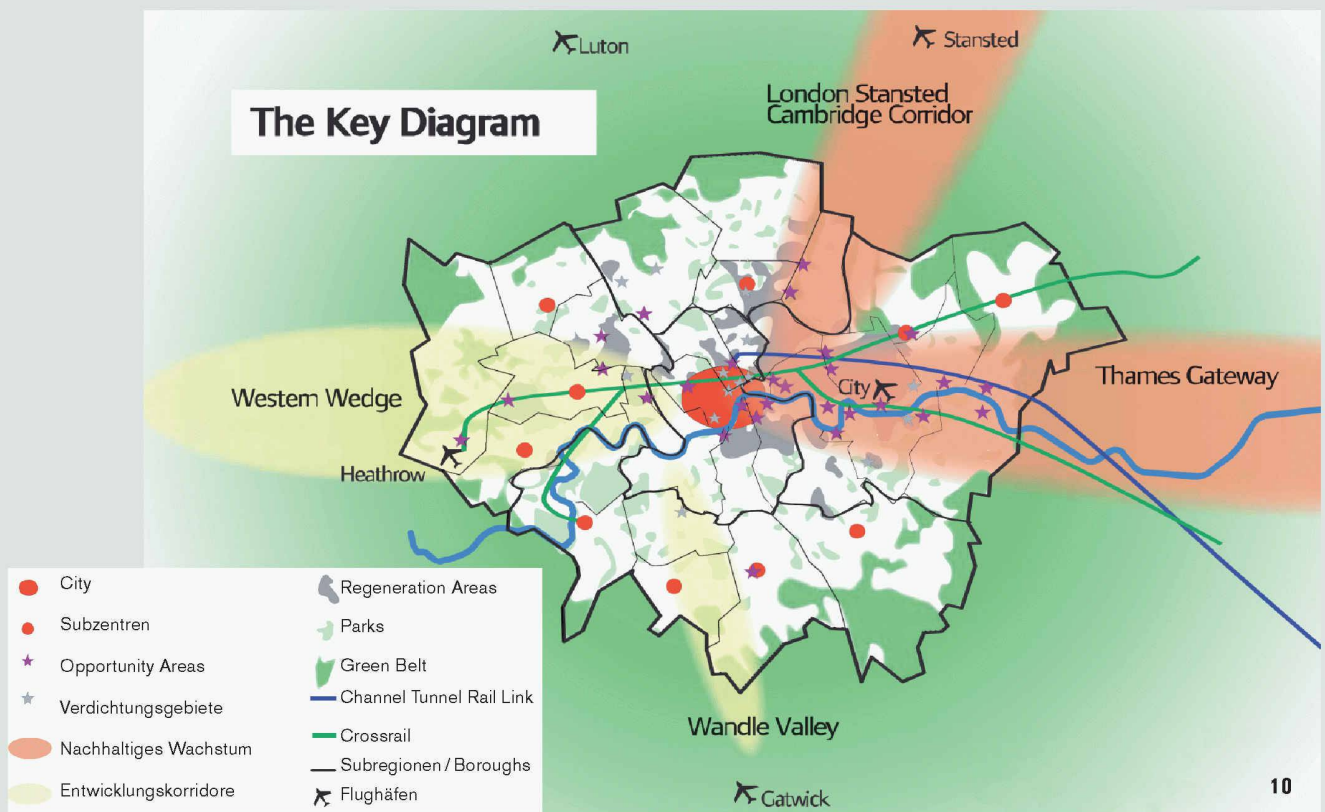 Luton
Stansted
London Stansted
Cambridge Corridor
The Key Diagram
Western Wedge
City
Thames Gateway
Heathrow
Wandle Valley
Gatwick
City
Subzentren
Opportunity Areas
Verdichtungsgebiete
Nachhaltiges Wachstum
Entwicklungskorridore
Regeneration Areas
Parks
Green Belt
Channel Tunnel Rail Link
Crossrail
Subregionen / Boroughs
Flughäfen
10